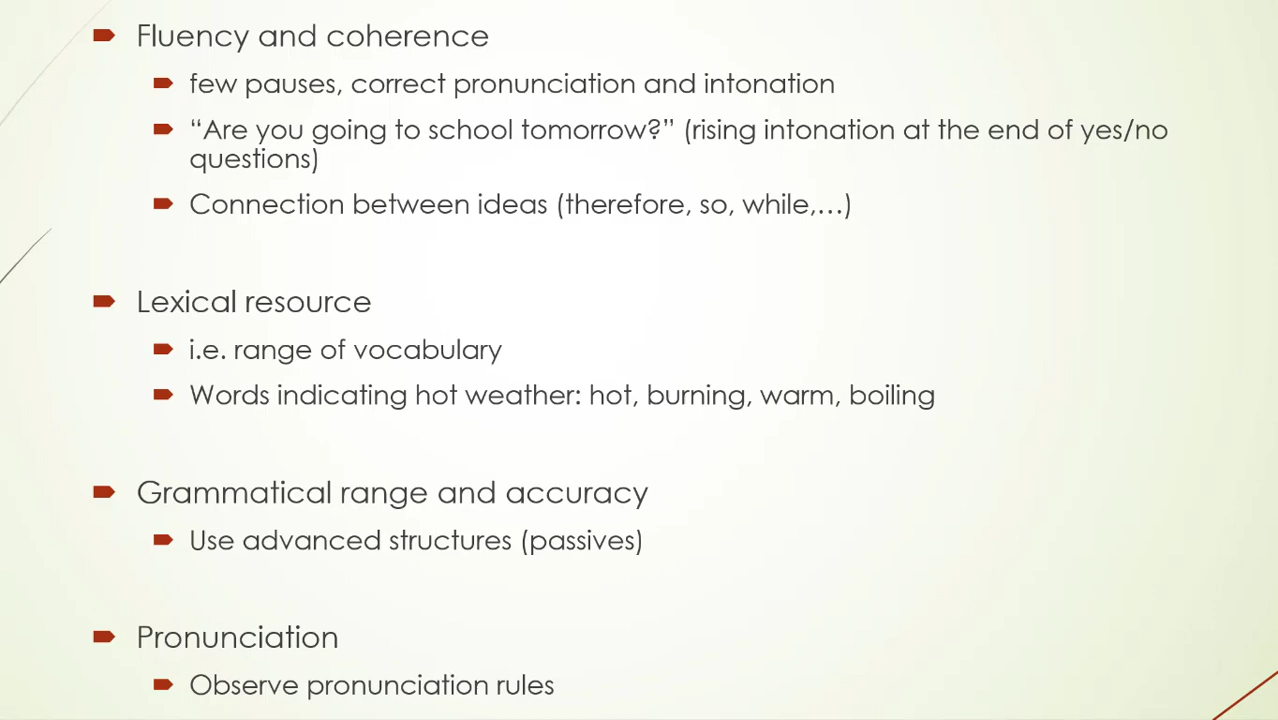 Fluency and coherence
few pauses, correct pronunciation and intonation
“Are you going to school tomorrow?” (rising intonation at the end of yes/no
questions)
Connection between ideas (therefore, so, while,…)
Lexical resource
i.e. range of vocabulary
Words indicating hot weather: hot, burning, warm, boiling
Grammatical range and accuracy
Use advanced structures (passives)
Pronunciation
Observe pronunciation rules